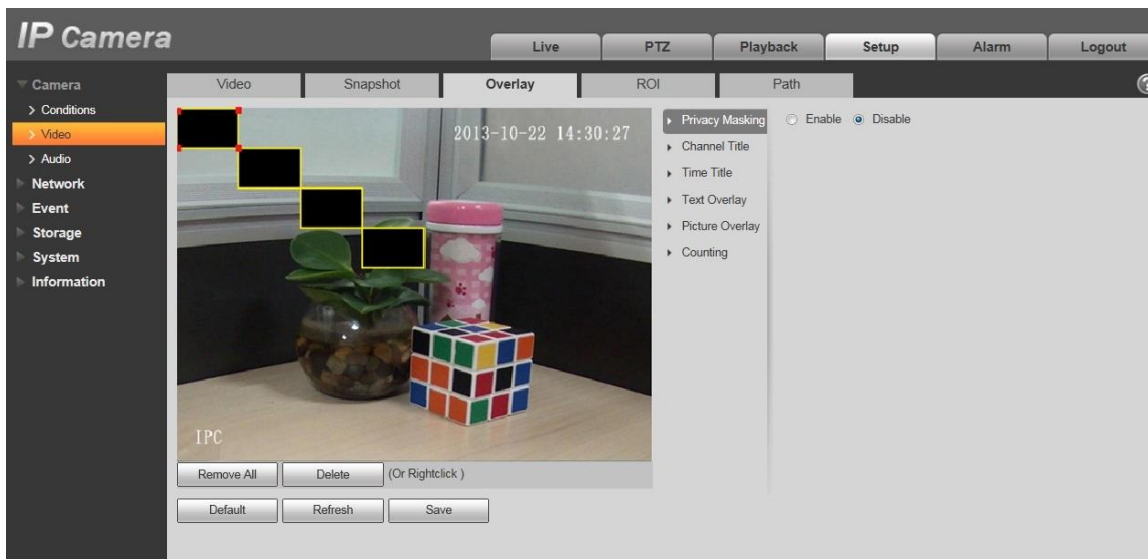 IP Camera
Live PTZ Playback Setup Alarm Logout
Camera
Conditions
Video
Audio
Network
Event
Storage
System
Information
Video Snapshot Overlay ROI Path
2013-10-22 14:30:27
IPC
Privacy Masking
Channel Title
Time Title
Text Overlay
Picture Overlay
Counting
Enable Disable
Remove All Delete (Or Rightclick )
Default Refresh Save